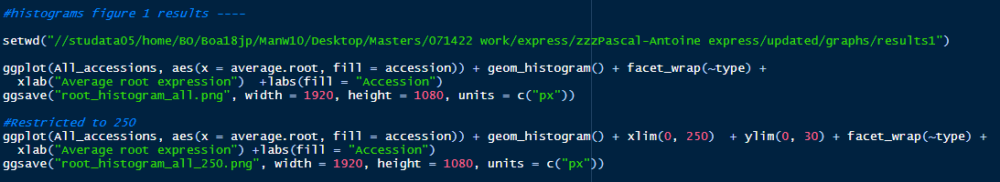 #histograms figure 1 results ----
setwd("//studata05/home/BO/Boa18jp/ManW10/Desktop/Masters/071422 work/express/zzzPascal-Antoine express/updated/graphs/results1")
ggplot(All_accessions, aes(x = average.root, fill = accession)) + geom_histogram() + facet_wrap(~type) +
  xlab("Average root expression")  +labs(fill = "Accession")
ggsave("root_histogram_all.png", width = 1920, height = 1080, units = c("px"))
#Restricted to 250
ggplot(All_accessions, aes(x = average.root, fill = accession)) + geom_histogram() + xlim(0, 250)  + ylim(0, 30) + facet_wrap(~type) +
  xlab("Average root expression") +labs(fill = "Accession")
ggsave("root_histogram_all_250.png", width = 1920, height = 1080, units = c("px"))